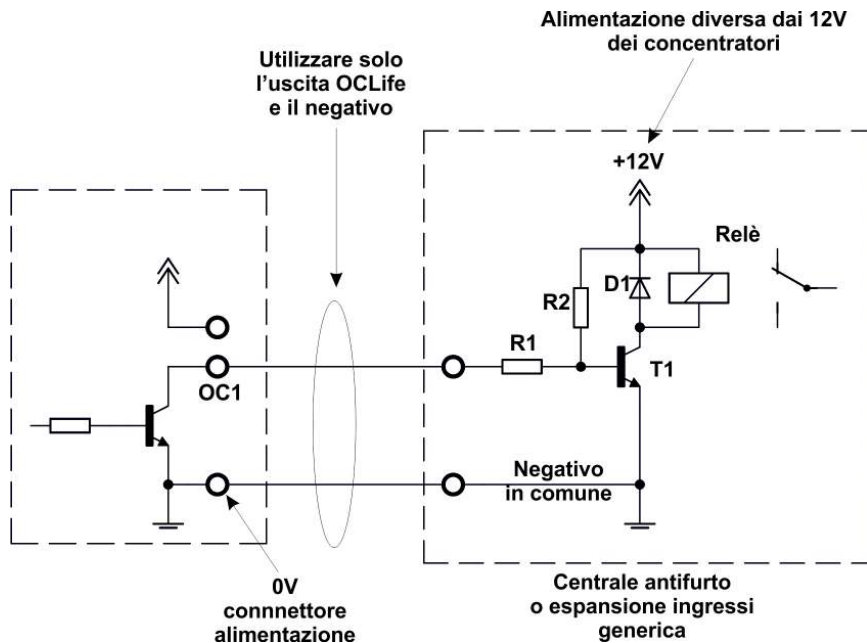 Alimentazione diversa dai 12V
dei concentratori
Utilizzare solo
l'uscita OCLife
e il negativo
+12V
Relè
D1
R2
R1
T1
OC1
Negativo
in comune
0V
connnettore
alimentazione
Centrale antifurto
o espansione ingressi
generica